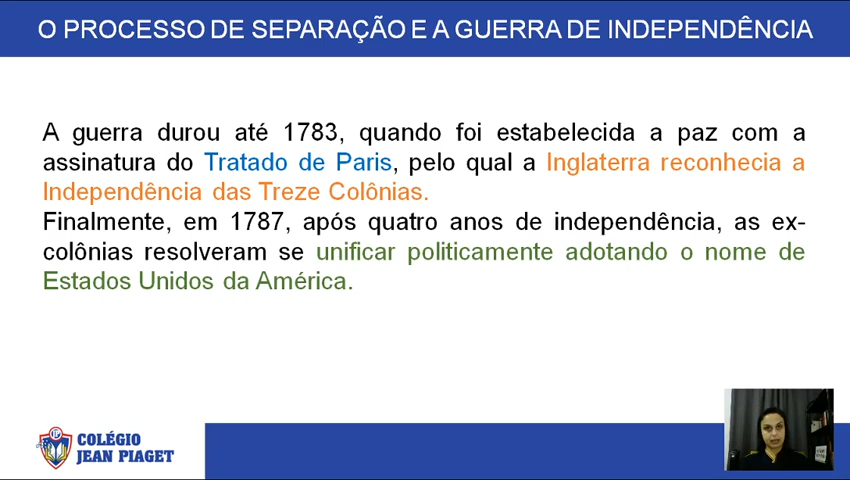 O PROCESSO DE SEPARAÇÃO E A GUERRA DE INDEPENDÊNCIA
A guerra durou até 1783, quando foi estabelecida a paz com a
assinatura do Tratado de Paris, pelo qual a Inglaterra reconhecia a
Independência das Treze Colônias.
Finalmente, em 1787, após quatro anos de independência, as ex-
colônias resolveram se unificar politicamente adotando o nome de
Estados Unidos da América.
COLÉGIO
JEAN PIAGET